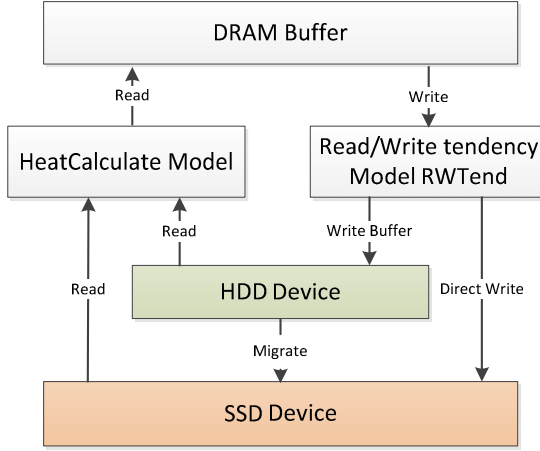 DRAM Buffer
Read
Write
HeatCalculate Model
Read/Write tendency
Model RWTend
Read
Write Buffer
Read
HDD Device
Direct Write
Migrate
SSD Device